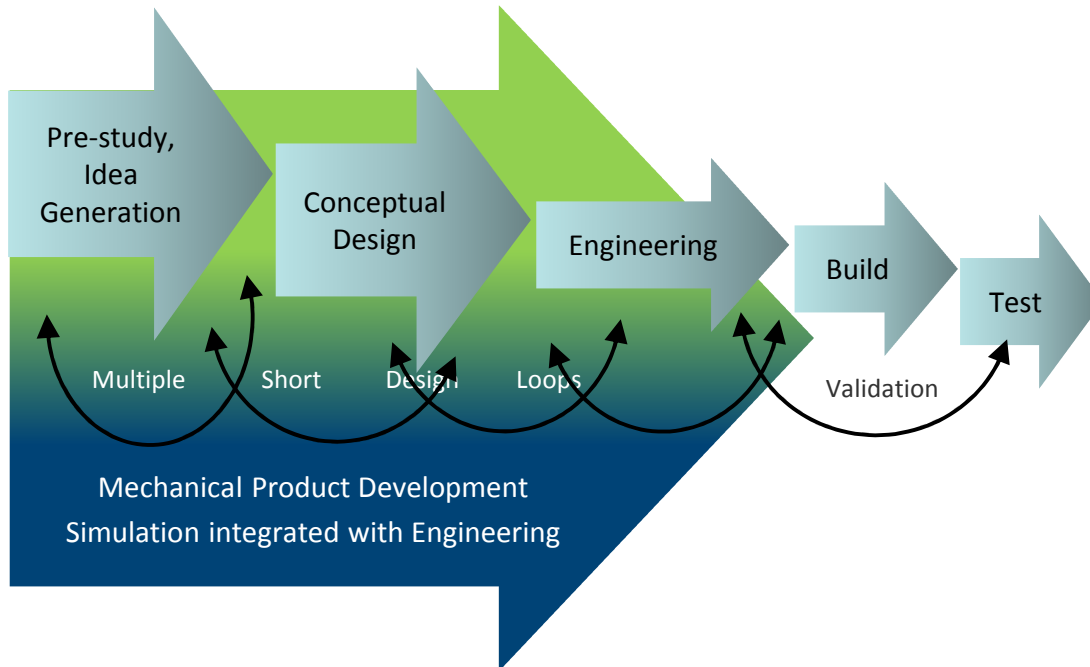 Pre-study,
Idea
Generation
Conceptual
Design
Engineering
Build
Test
Multiple Short Design Loops
Validation
Mechanical Product Development
Simulation integrated with Engineering